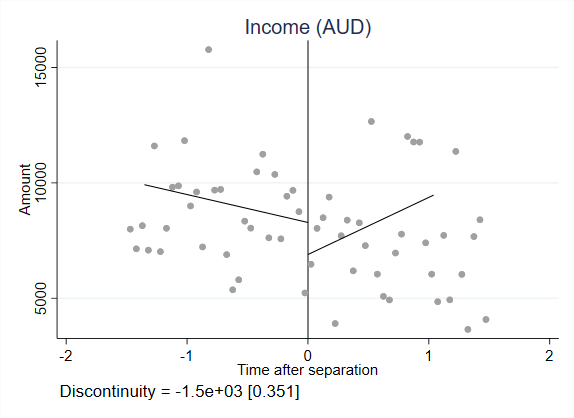 Income (AUD)
15000
10000
5000
Amount
-2 -1 0 1 2
Time after separation
Discontinuity = -1.5e+03 [0.351]